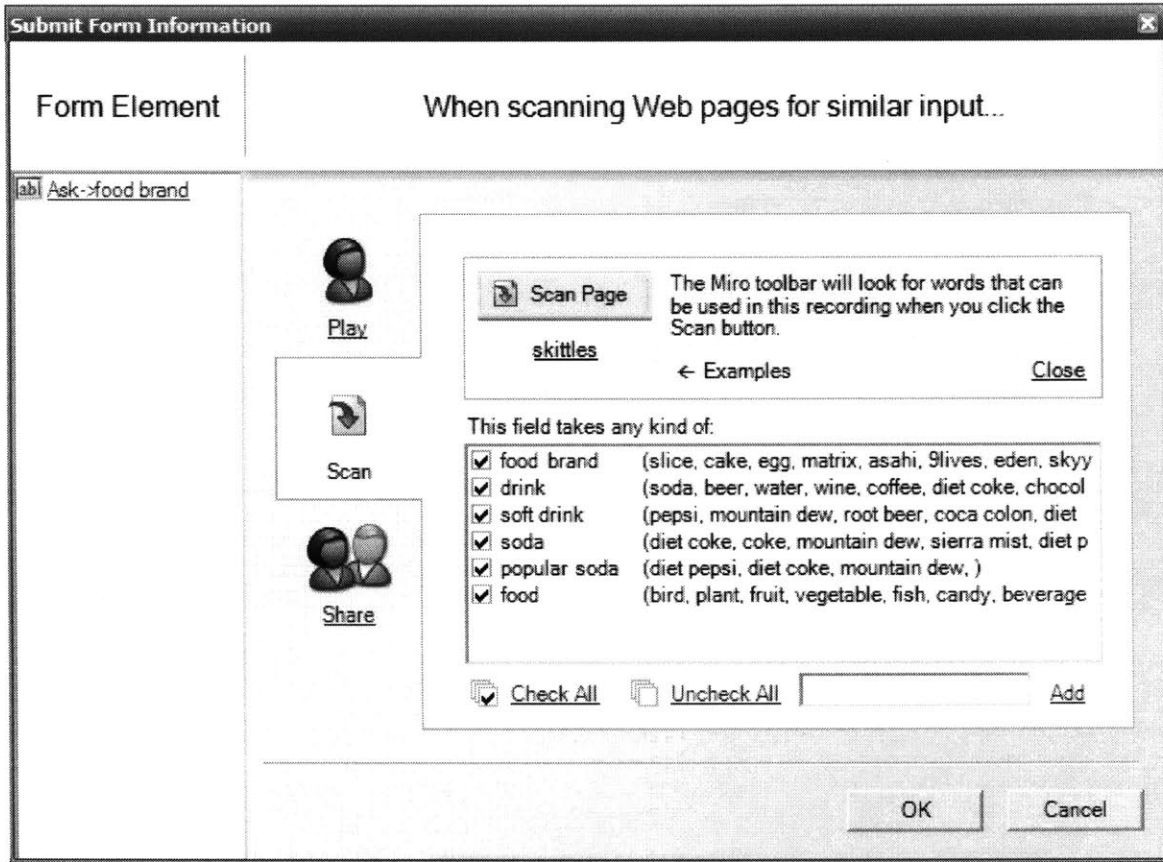 Submit Form Information
Form Element
When scanning Web pages for similar input...
ab Ask->food brand
Play
Scan
Share
Scan Page
skittles
The Miro toolbar will look for words that can
be used in this recording when you click the
Scan button.
← Examples
Close
This field takes any kind of:
food brand (slice, cake, egg, matrix, asahi, 9lives, eden, skyy
drink (soda, beer, water, wine, coffee, diet coke, chocol
soft drink (pepsi, mountain dew, root beer, coca colon, diet
soda (diet coke, coke, mountain dew, sierra mist, diet p
popular soda (diet pepsi, diet coke, mountain dew, )
food (bird, plant, fruit, vegetable, fish, candy, beverage
Check All Uncheck All Add
OK Cancel